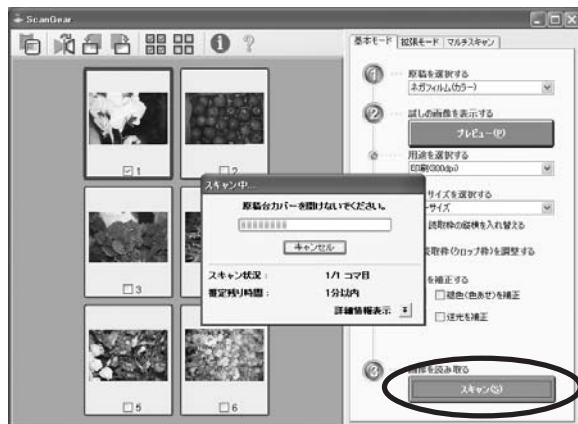 ScanGear
基本モード 拡張モード マルチスキャン
1 原稿を選択する
ネガフィルム(カラー)
2 試しの画像を表示する
プレビュー(P)
用途を選択する
印刷(300dpi)
サイズを選択する
読取枠の縦横を入れ替える
取枠(クロップ枠)を調整する
を補正する
褪色(色あせ)を補正
逆光を補正
3 画像を読み取る
スキャン(S)
1
2
3
5
6
スキャン中...
原稿台カバーを開けないでください。
キャンセル
スキャン状況: 1/1 コマ目
推定残り時間: 1分以内
詳細情報表示